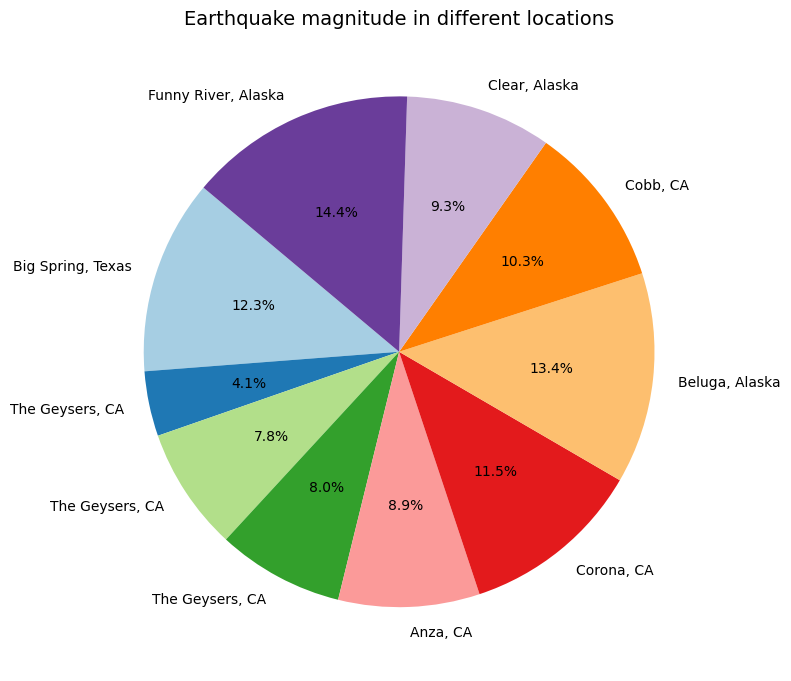 Earthquake magnitude in different locations
Clear, Alaska
Funny River, Alaska
Cobb, CA
9.3%
14.4%
10.3%
Big Spring, Texas
12.3%
13.4%
Beluga, Alaska
4.1%
The Geysers, CA
7.8%
11.5%
8.0%
8.9%
The Geysers, CA
Corona, CA
The Geysers, CA
Anza, CA